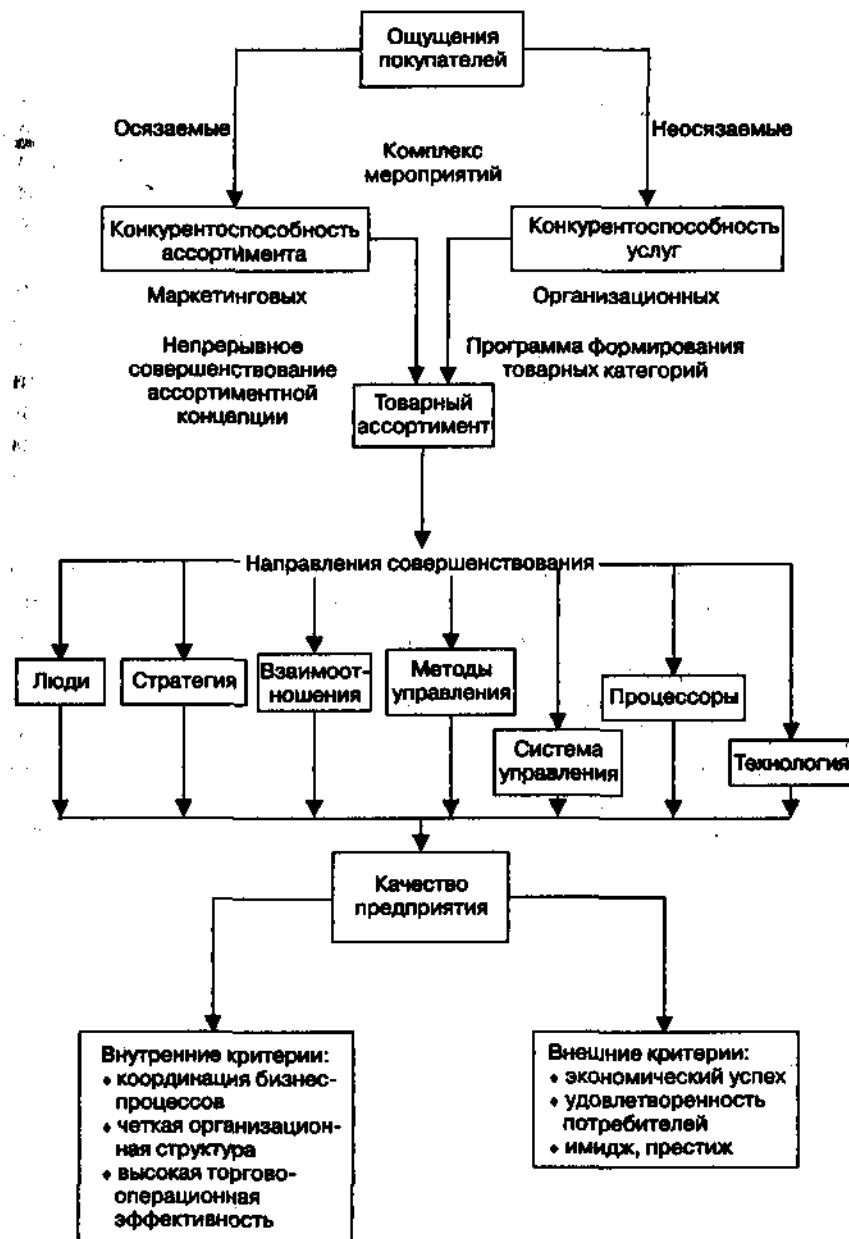 Ощущения
покупателей
Осязаемые
Неосязаемые
Комплекс
мероприятий
Конкурентоспособность
ассортимента
Конкурентоспособность
услуг
Маркетинговых
Организационных
Непрерывное
совершенствование
ассортиментной
концепции
Программа формирования
товарных категорий
Товарный
ассортимент
Направления совершенствования
Люди
Стратегия
Взаимоот-
ношения
Методы
управления
Система
управления
Процессоры
Технология
Качество
предприятия
Внутренние критерии:
• координация бизнес-
процессов
• четкая организацион-
ная структура
• высокая торгово-
операционная
эффективность
Внешние критерии:
• экономический успех
• удовлетворенность
потребителей
• имидж, престиж